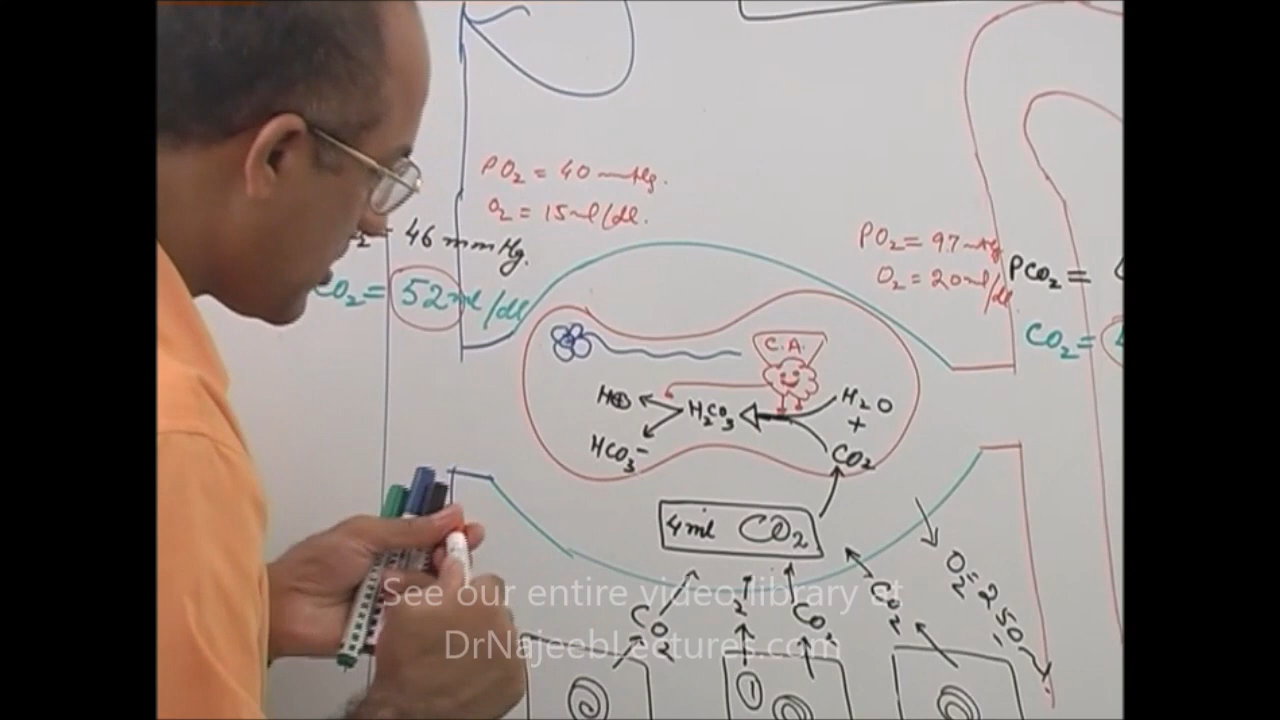 PO2 = 40 mmHg.
O2 = 15 ml/dl.
46 mmHg.
CO2 = 52 ml/dl
PO2 = 97 mmHg
O2 = 20 ml/dl.
PCO2 =
CO2 =
C.A.
H⊕
H2CO3
H2O
+
HCO3-
CO2
4 ml CO2
CO2
CO2
CO2
O2 = 250
See our entire video library at
DrNajeebLectures.com